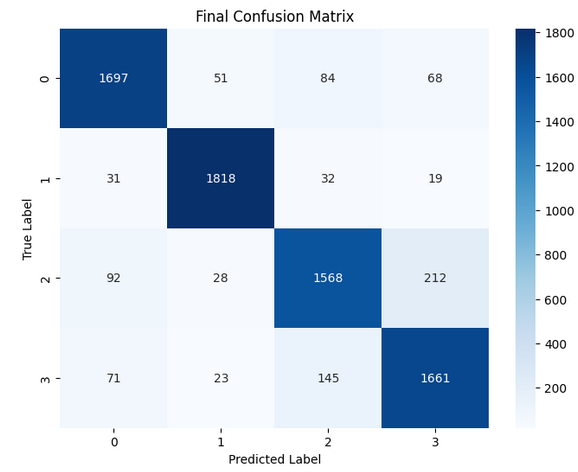 Final Confusion Matrix
True Label
0 1697 51 84 68
1 31 1818 32 19
2 92 28 1568 212
3 71 23 145 1661
0 1 2 3
Predicted Label
1800
1600
1400
1200
1000
800
600
400
200